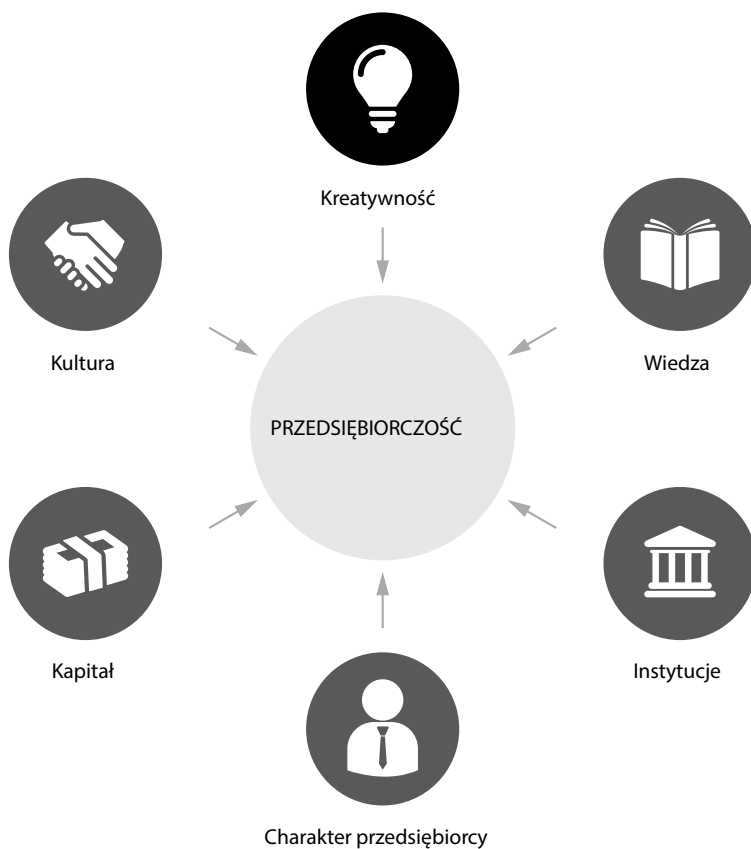 Kreatywność
Kultura
Wiedza
PRZEDSIĘBIORCZOŚĆ
Kapitał
Instytucje
Charakter przedsiębiorcy